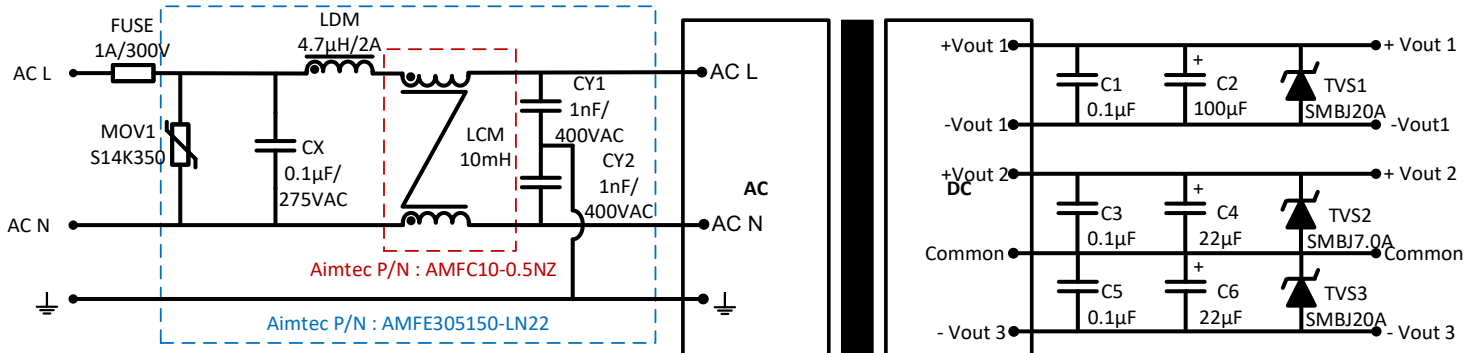 FUSE
1A/300V
LDM
4.7µH/2A
AC L
MOV1
S14K350
CX
0.1µF/
275VAC
LCM
10mH
CY1
1nF/
400VAC
CY2
1nF/
400VAC
AC L
AC N
AC N
Aimtec P/N : AMFC10-0.5NZ
Aimtec P/N : AMFE305150-LN22
AC
DC
+Vout 1
-Vout 1
+Vout 2
Common
- Vout 3
C1
0.1µF
+
C2
100µF
TVS1
SMBJ20A
+ Vout 1
-Vout1
C3
0.1µF
+
C4
22µF
TVS2
SMBJ7.0A
+ Vout 2
Common
C5
0.1µF
+
C6
22µF
TVS3
SMBJ20A
- Vout 3